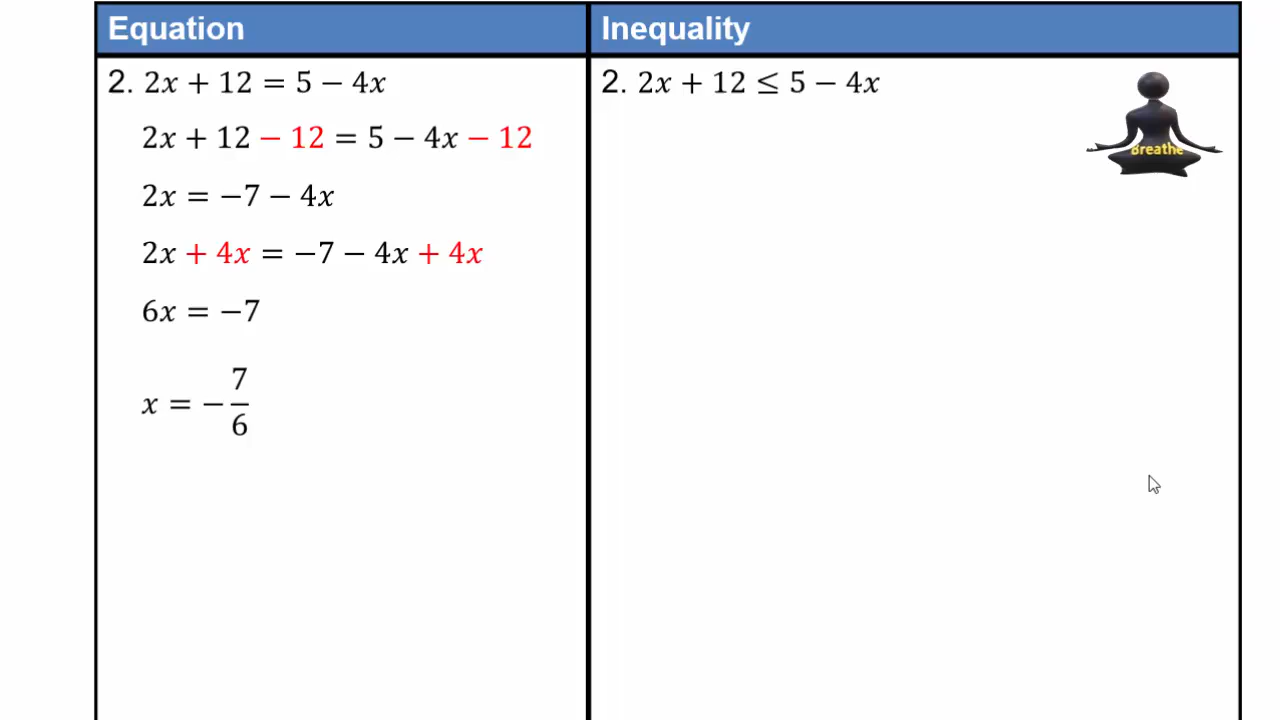 Equation
Inequality
2. 2x + 12 = 5 − 4x
2x + 12 − 12 = 5 − 4x − 12
2x = −7 − 4x
2x + 4x = −7 − 4x + 4x
6x = −7
x = −7/6
2. 2x + 12 ≤ 5 − 4x
Breathe